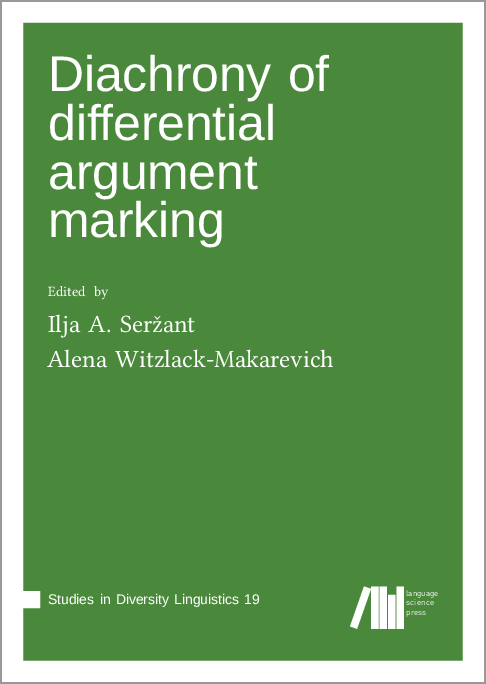 Diachrony of
differential
argument
marking
Edited by
Ilja A. Seržant
Alena Witzlack-Makarevich
Studies in Diversity Linguistics 19
language
science
press